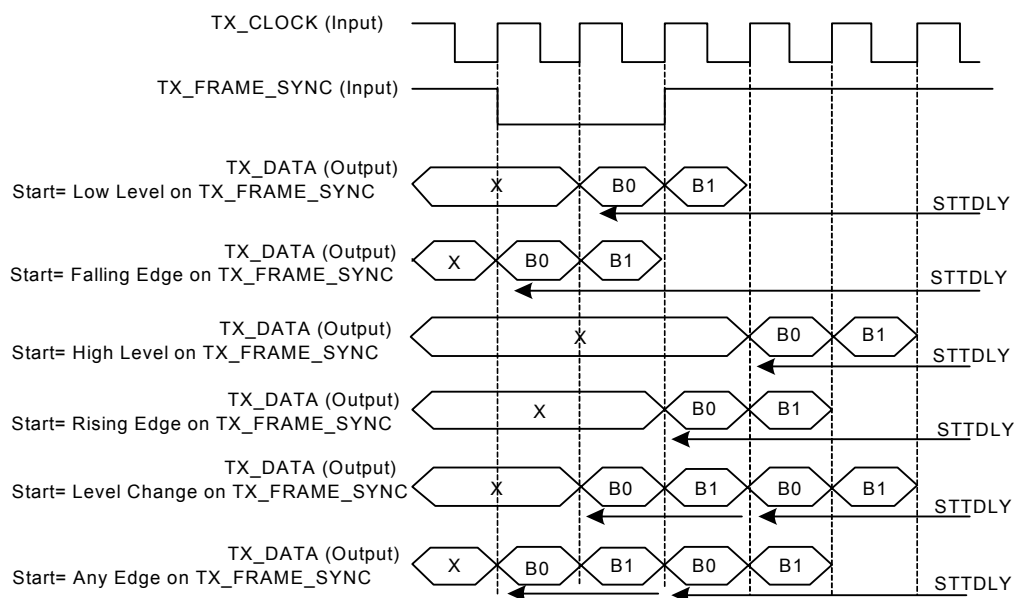 TX_CLOCK (Input)
TX_FRAME_SYNC (Input)
TX_DATA (Output)
Start= Low Level on TX_FRAME_SYNC
X B0 B1
STTDLY
TX_DATA (Output)
Start= Falling Edge on TX_FRAME_SYNC
X B0 B1
STTDLY
TX_DATA (Output)
Start= High Level on TX_FRAME_SYNC
X B0 B1
STTDLY
TX_DATA (Output)
Start= Rising Edge on TX_FRAME_SYNC
X B0 B1
STTDLY
TX_DATA (Output)
Start= Level Change on TX_FRAME_SYNC
X B0 B1 B0 B1
STTDLY
TX_DATA (Output)
Start= Any Edge on TX_FRAME_SYNC
X B0 B1 B0 B1
STTDLY